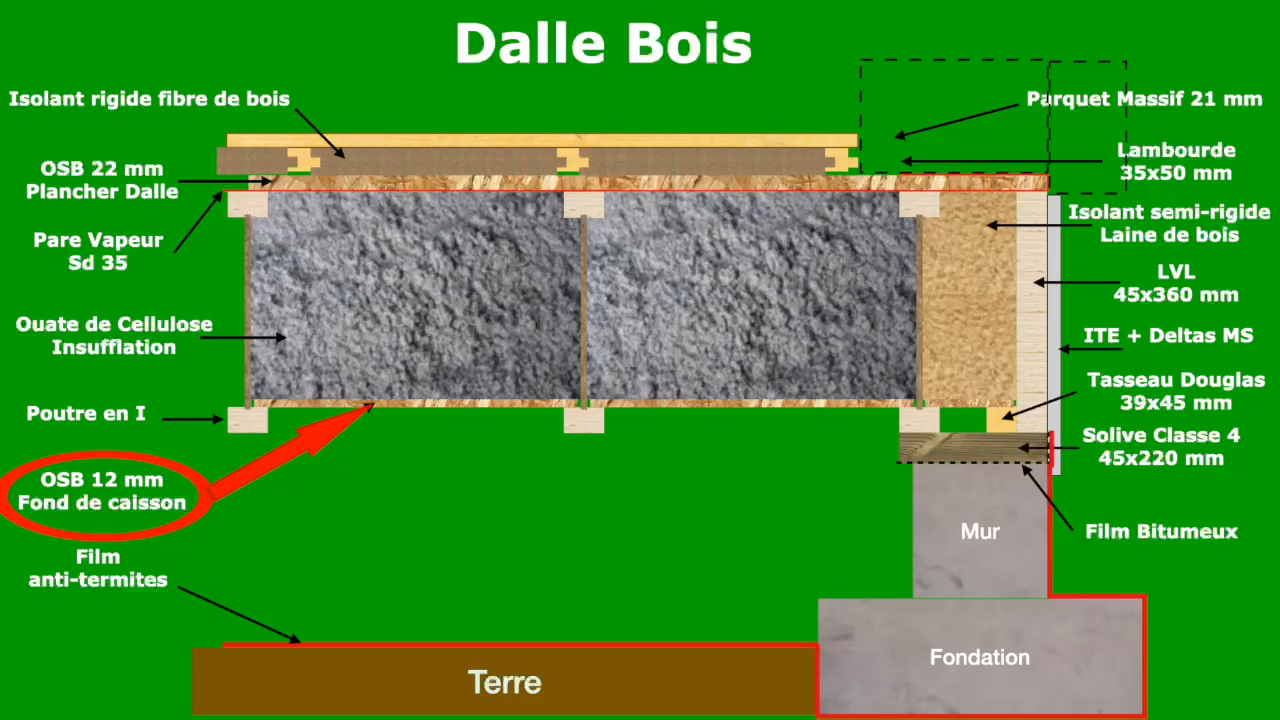 Dalle Bois
Isolant rigide fibre de bois
OSB 22 mm
Plancher Dalle
Pare Vapeur
Sd 35
Ouate de Cellulose
Insufflation
Poutre en I
OSB 12 mm
Fond de caisson
Film
anti-termites
Parquet Massif 21 mm
Lambourde
35x50 mm
Isolant semi-rigide
Laine de bois
LVL
45x360 mm
ITE + Deltas MS
Tasseau Douglas
39x45 mm
Solive Classe 4
45x220 mm
Film Bitumeux
Mur
Fondation
Terre